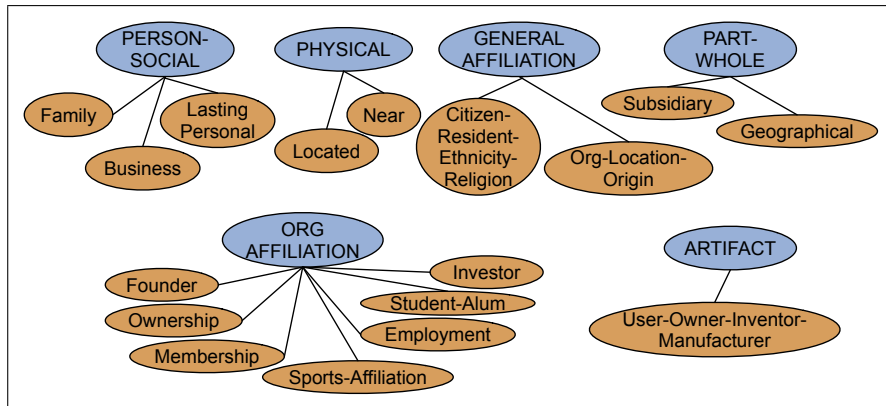 PERSON-
SOCIAL
Family
Lasting
Personal
Business
PHYSICAL
Near
Located
GENERAL
AFFILIATION
Citizen-
Resident-
Ethnicity-
Religion
Org-Location-
Origin
PART-
WHOLE
Subsidiary
Geographical
ORG
AFFILIATION
Founder
Ownership
Membership
Sports-Affiliation
Employment
Student-Alum
Investor
ARTIFACT
User-Owner-Inventor-
Manufacturer